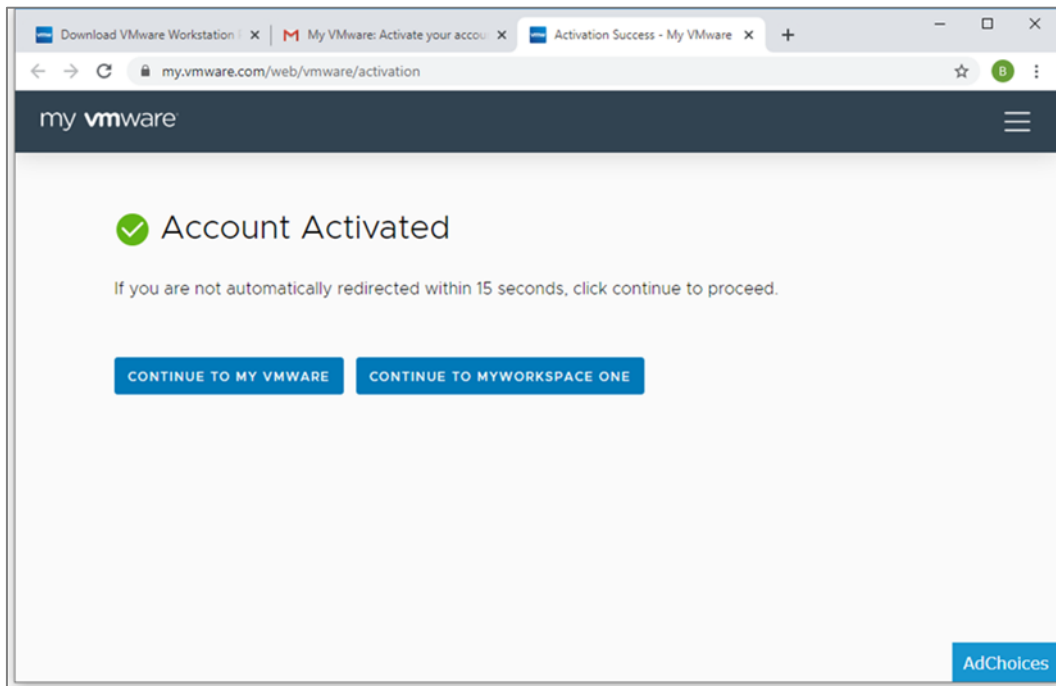 Download VMware Workstation
My VMware: Activate your accou
Activation Success - My VMware
my.vmware.com/web/vmware/activation
B
my vmware
Account Activated
If you are not automatically redirected within 15 seconds, click continue to proceed.
CONTINUE TO MY VMWARE
CONTINUE TO MYWORKSPACE ONE
AdChoices